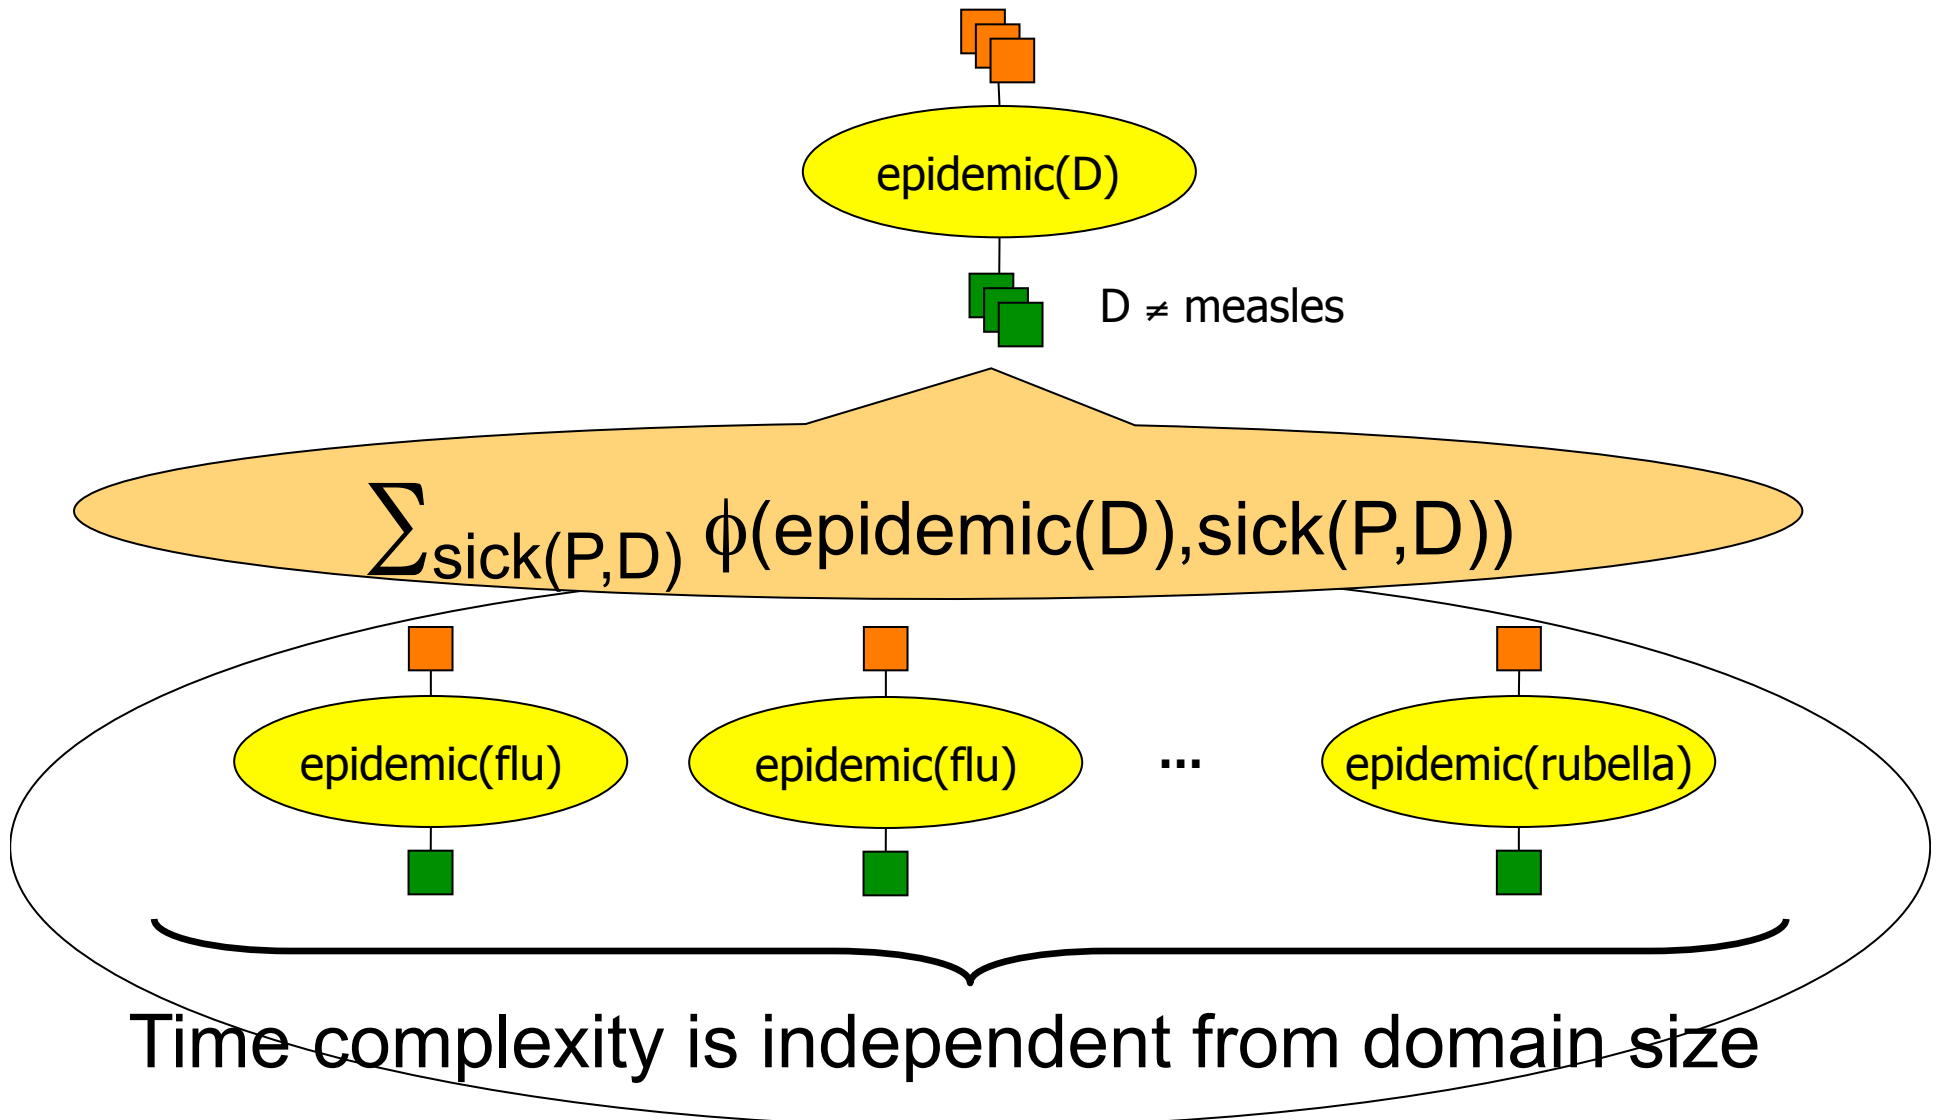 epidemic(D)
D ≠ measles
∑sick(P,D) ϕ(epidemic(D),sick(P,D))
epidemic(flu) epidemic(flu) ... epidemic(rubella)
Time complexity is independent from domain size